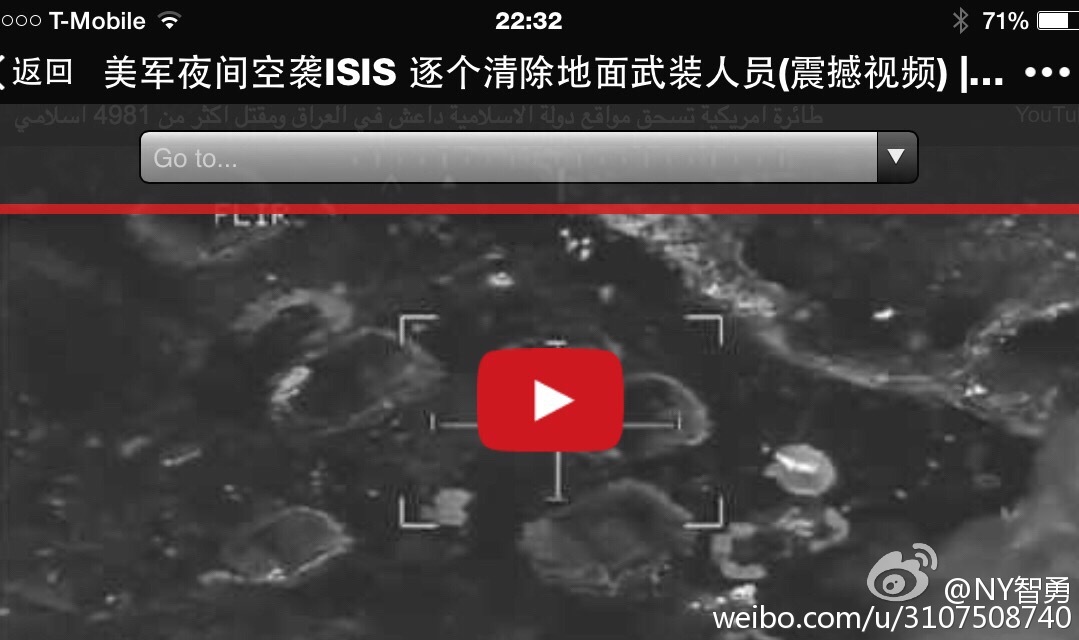 T-Mobile 22:32 71%
返回 美军夜间空袭ISIS 逐个清除地面武装人员(震撼视频) |...
طائرة امريكية تسحق مواقع دولة الاسلامية داعش في العراق ومقتل اكثر من 4981 اسلامي YouTu
Go to...
FLIR
@NY智勇
weibo.com/u/3107508740